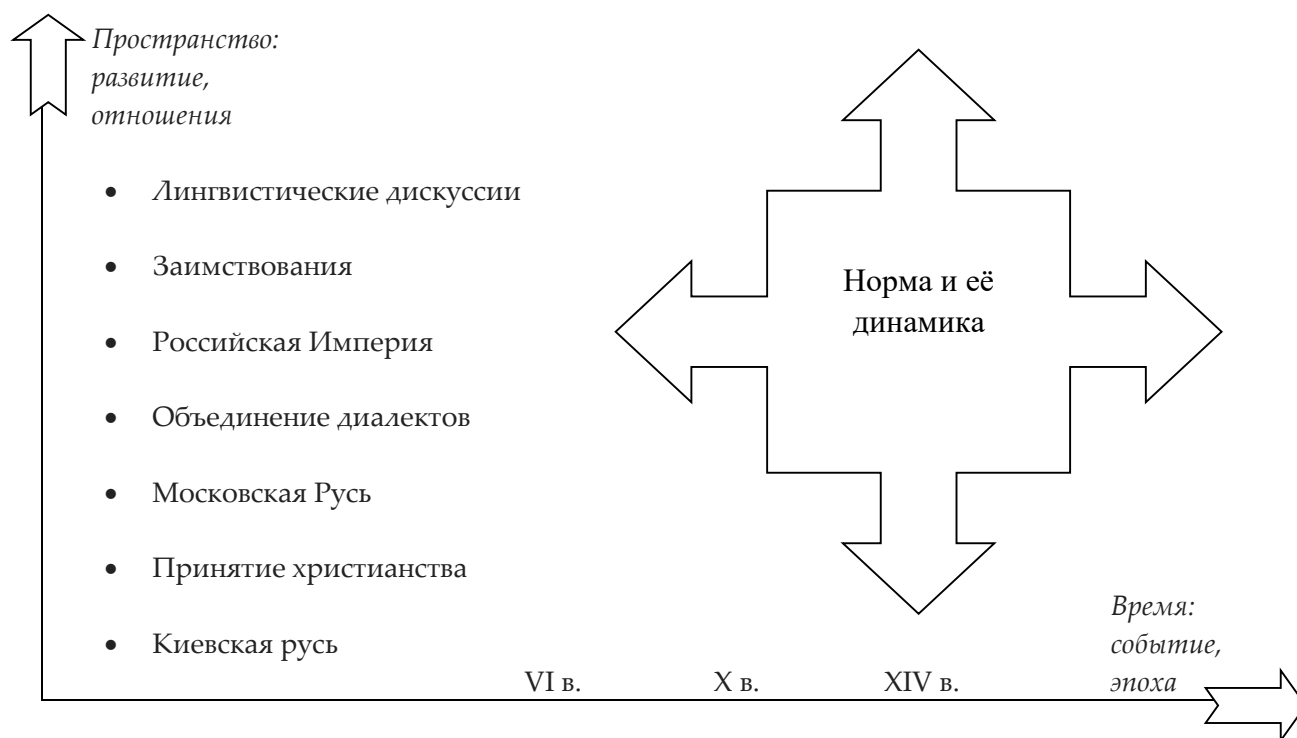 Пространство:
развитие,
отношения
• Лингвистические дискуссии
• Заимствования
• Российская Империя
• Объединение диалектов
• Московская Русь
• Принятие христианства
• Киевская русь
Норма и её
динамика
VI в. X в. XIV в.
Время:
событие,
эпоха